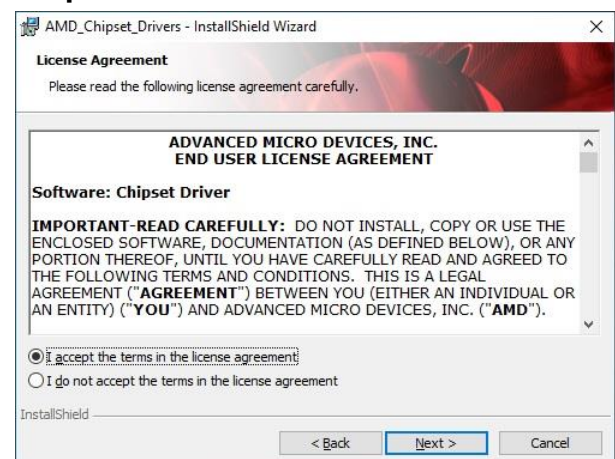 AMD_Chipset_Drivers - InstallShield Wizard
License Agreement
Please read the following license agreement carefully.
ADVANCED MICRO DEVICES, INC.
END USER LICENSE AGREEMENT
Software: Chipset Driver
IMPORTANT-READ CAREFULLY: DO NOT INSTALL, COPY OR USE THE
ENCLOSED SOFTWARE, DOCUMENTATION (AS DEFINED BELOW), OR ANY
PORTION THEREOF, UNTIL YOU HAVE CAREFULLY READ AND AGREED TO
THE FOLLOWING TERMS AND CONDITIONS. THIS IS A LEGAL
AGREEMENT ("AGREEMENT") BETWEEN YOU (EITHER AN INDIVIDUAL OR
AN ENTITY) ("YOU") AND ADVANCED MICRO DEVICES, INC. ("AMD").
I accept the terms in the license agreement
I do not accept the terms in the license agreement
InstallShield
< Back Next > Cancel